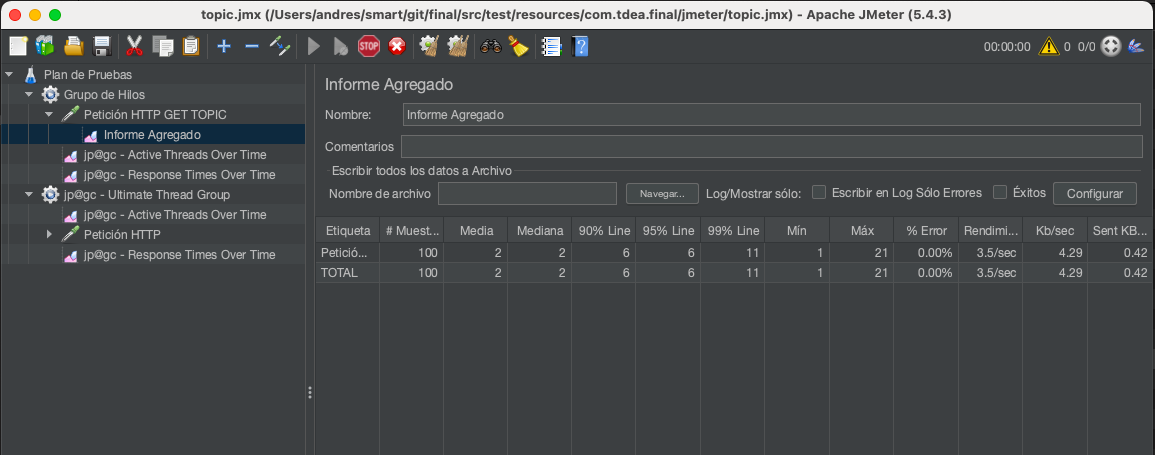 topic.jmx (/Users/andres/smart/git/final/src/test/resources/com.tdea.final/jmeter/topic.jmx) - Apache JMeter (5.4.3)
STOP
?
00:00:00 0 0/0
Plan de Pruebas
Grupo de Hilos
Petición HTTP GET TOPIC
Informe Agregado
jp@gc - Active Threads Over Time
jp@gc - Response Times Over Time
jp@gc - Ultimate Thread Group
jp@gc - Active Threads Over Time
Petición HTTP
jp@gc - Response Times Over Time
Informe Agregado
Nombre: Informe Agregado
Comentarios
Escribir todos los datos a Archivo
Nombre de archivo Navegar... Log/Mostrar sólo: Escribir en Log Sólo Errores Éxitos Configurar
Etiqueta # Muest... Media Mediana 90% Line 95% Line 99% Line Mín Máx % Error Rendimi... Kb/sec Sent KB...
Petició... 100 2 2 6 6 11 1 21 0.00% 3.5/sec 4.29 0.42
TOTAL 100 2 2 6 6 11 1 21 0.00% 3.5/sec 4.29 0.42